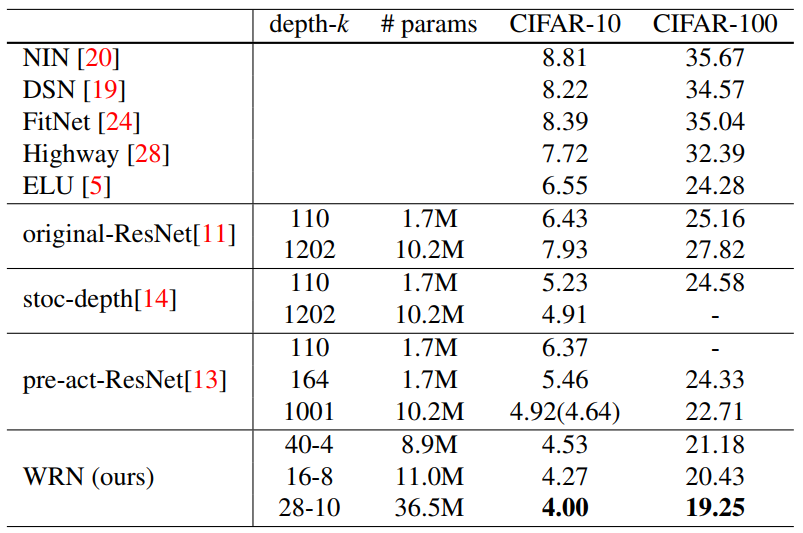 depth-k # params CIFAR-10 CIFAR-100
NIN [20] 8.81 35.67
DSN [19] 8.22 34.57
FitNet [24] 8.39 35.04
Highway [28] 7.72 32.39
ELU [5] 6.55 24.28
original-ResNet[11] 110 1.7M 6.43 25.16
1202 10.2M 7.93 27.82
stoc-depth[14] 110 1.7M 5.23 24.58
1202 10.2M 4.91 -
pre-act-ResNet[13] 110 1.7M 6.37 -
164 1.7M 5.46 24.33
1001 10.2M 4.92(4.64) 22.71
WRN (ours) 40-4 8.9M 4.53 21.18
16-8 11.0M 4.27 20.43
28-10 36.5M 4.00 19.25